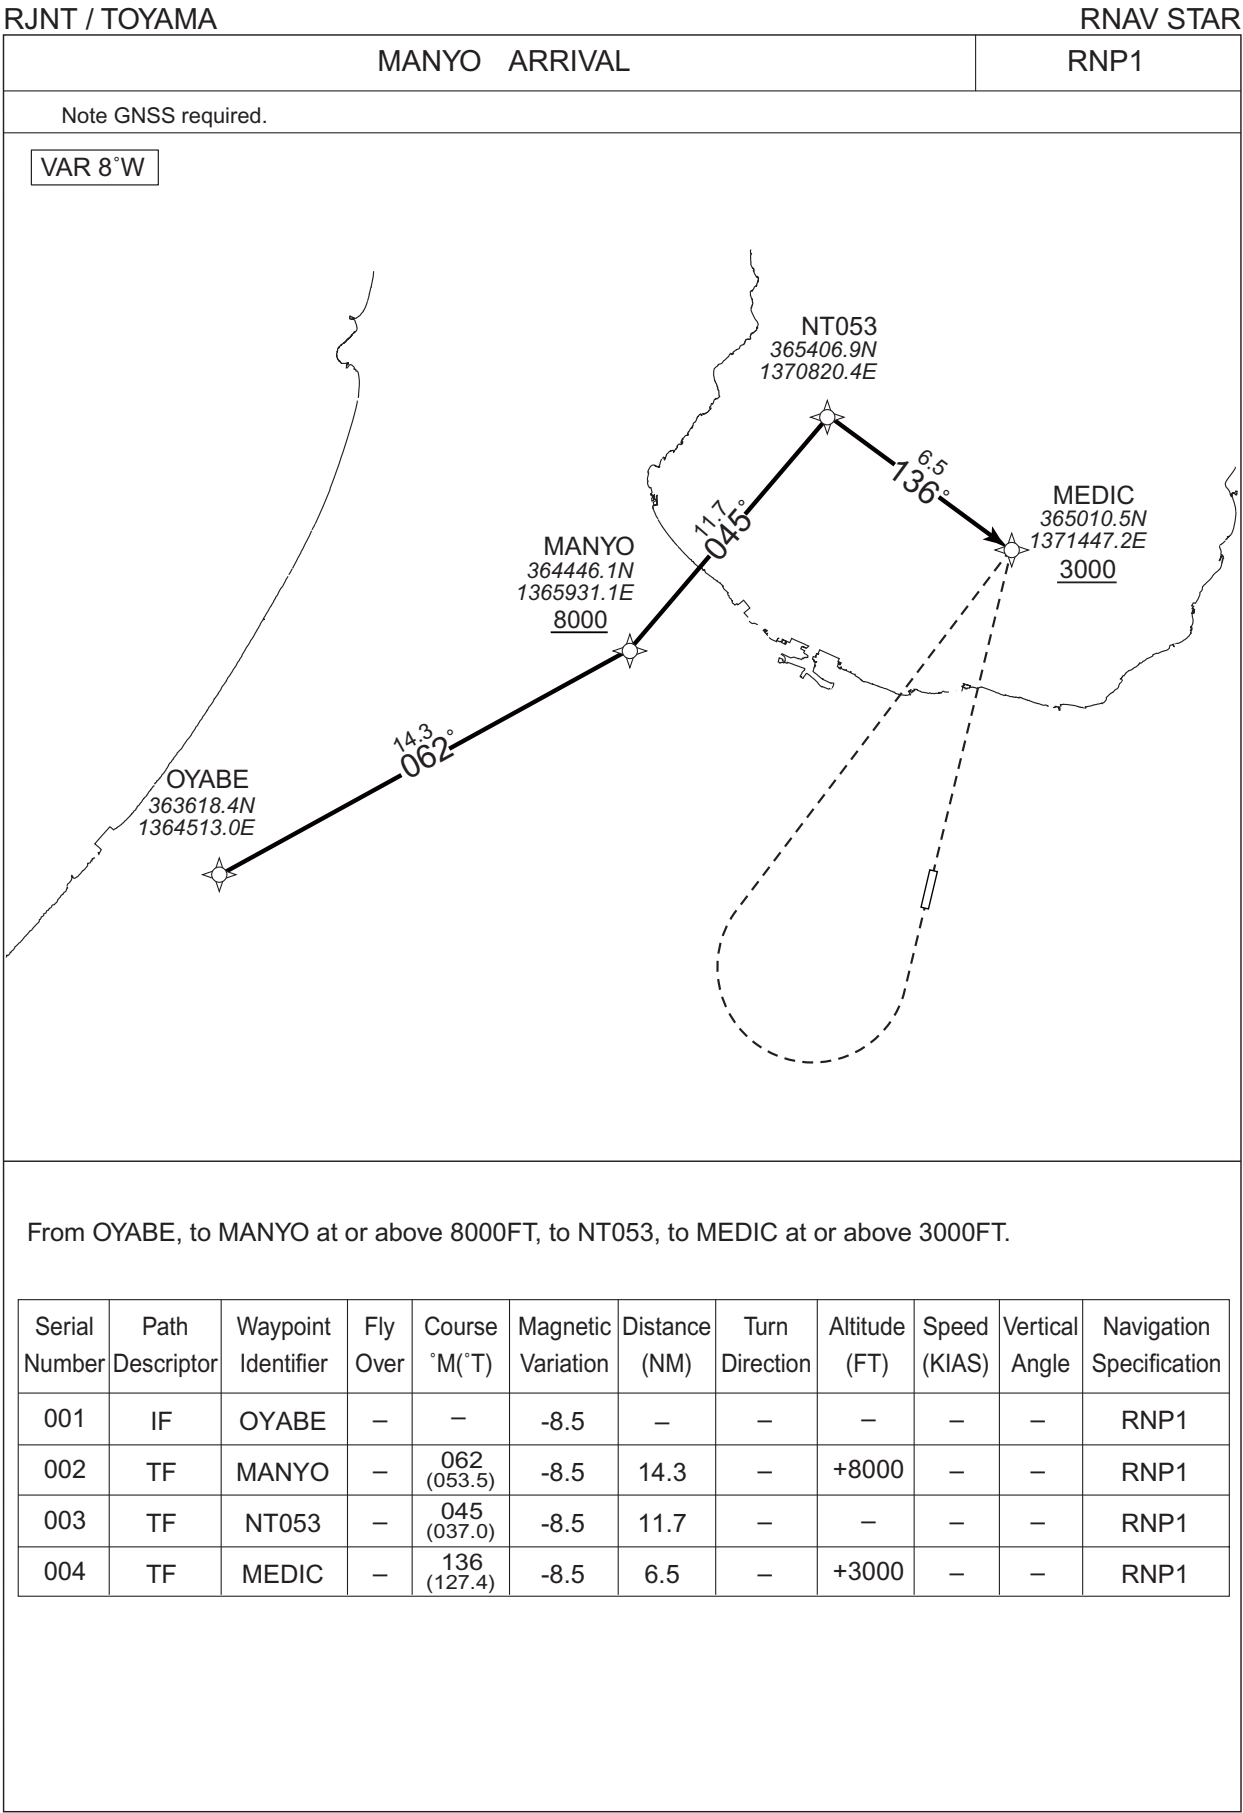 RJNT / TOYAMA
RNAV STAR
MANYO ARRIVAL
RNP1
Note GNSS required.
VAR 8˚W
NT053
365406.9N
1370820.4E
6.5
136˚
MEDIC
365010.5N
1371447.2E
3000
11.7
045˚
MANYO
364446.1N
1365931.1E
8000
14.3
062˚
OYABE
363618.4N
1364513.0E
From OYABE, to MANYO at or above 8000FT, to NT053, to MEDIC at or above 3000FT.
Serial Number Path Descriptor Waypoint Identifier Fly Over Course ˚M(˚T) Magnetic Variation Distance (NM) Turn Direction Altitude (FT) Speed (KIAS) Vertical Angle Navigation Specification
001 IF OYABE – – -8.5 – – – – – RNP1
002 TF MANYO – 062 (053.5) -8.5 14.3 – +8000 – – RNP1
003 TF NT053 – 045 (037.0) -8.5 11.7 – – – – RNP1
004 TF MEDIC – 136 (127.4) -8.5 6.5 – +3000 – – RNP1